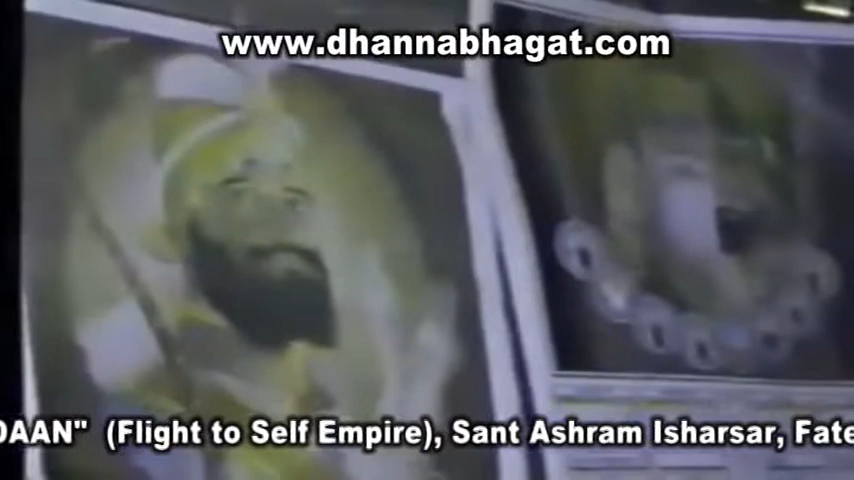 www.dhannabhagat.com
DAAN" (Flight to Self Empire), Sant Ashram Isharsar, Fate